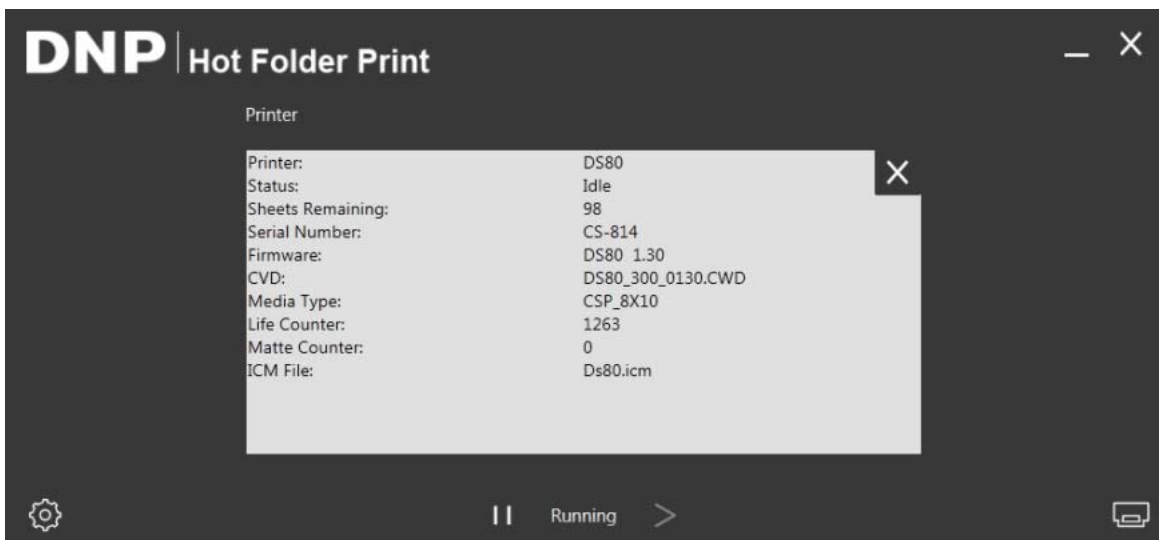 DNP Hot Folder Print
Printer
Printer: DS80
Status: Idle
Sheets Remaining: 98
Serial Number: CS-814
Firmware: DS80 1.30
CVD: DS80_300_0130.CWD
Media Type: CSP_8X10
Life Counter: 1263
Matte Counter: 0
ICM File: Ds80.icm
Running